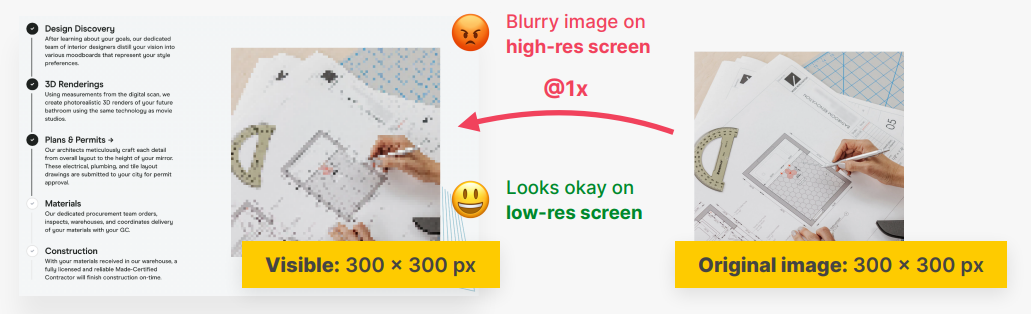 Design Discovery
After learning about your goals, our dedicated
team of interior designers distill your vision into
various moodboards that represent your style
preferences.
3D Renderings
Using measurements from the digital scan, we
create photorealistic 3D renders of your future
bathroom using the same technology as movie
studios.
Plans & Permits →
Our architects meticulously craft each detail
from overall layout to the height of your mirror.
These electrical, plumbing, and tile layout
drawings are submitted to your city for permit
approval.
Materials
Our dedicated procurement team orders,
inspects, warehouses, and coordinates delivery
of your materials with your GC.
Construction
With your materials received in our warehouse, a
fully licensed and reliable Made-Certified
Contractor will finish construction on-time.
Visible: 300 × 300 px
Blurry image on
high-res screen
@1x
Looks okay on
low-res screen
05
Original image: 300 × 300 px